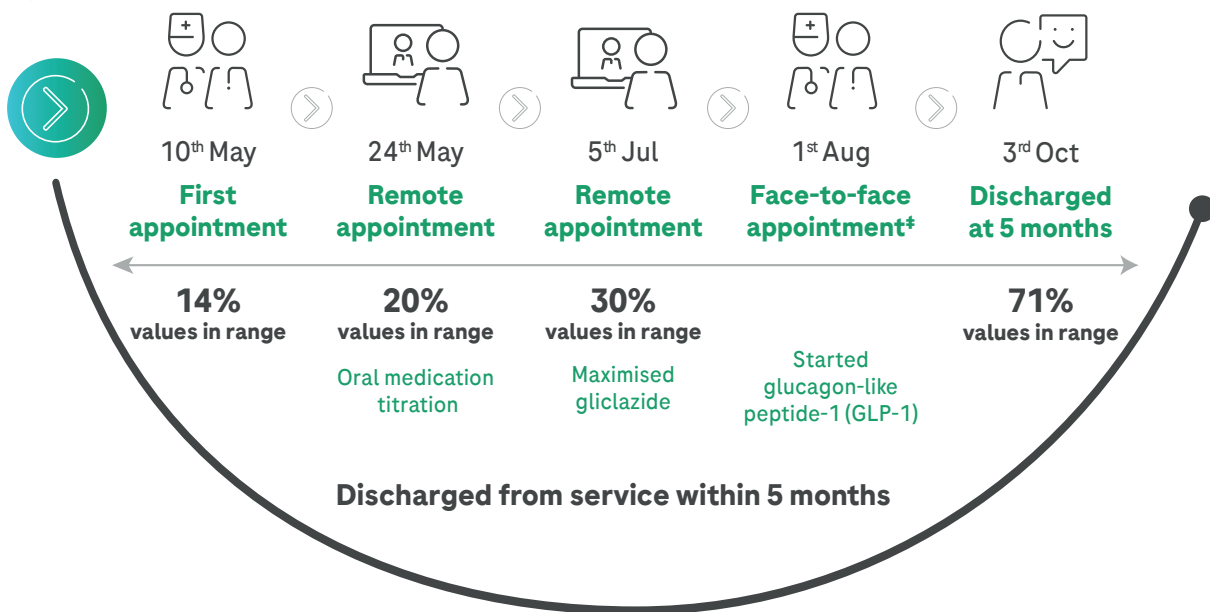 10th May
24th May
5th Jul
1st Aug
3rd Oct
First
appointment
Remote
appointment
Remote
appointment
Face-to-face
appointment‡
Discharged
at 5 months
14%
values in range
20%
values in range
30%
values in range
71%
values in range
Oral medication
titration
Maximised
gliclazide
Started
glucagon-like
peptide-1 (GLP-1)
Discharged from service within 5 months